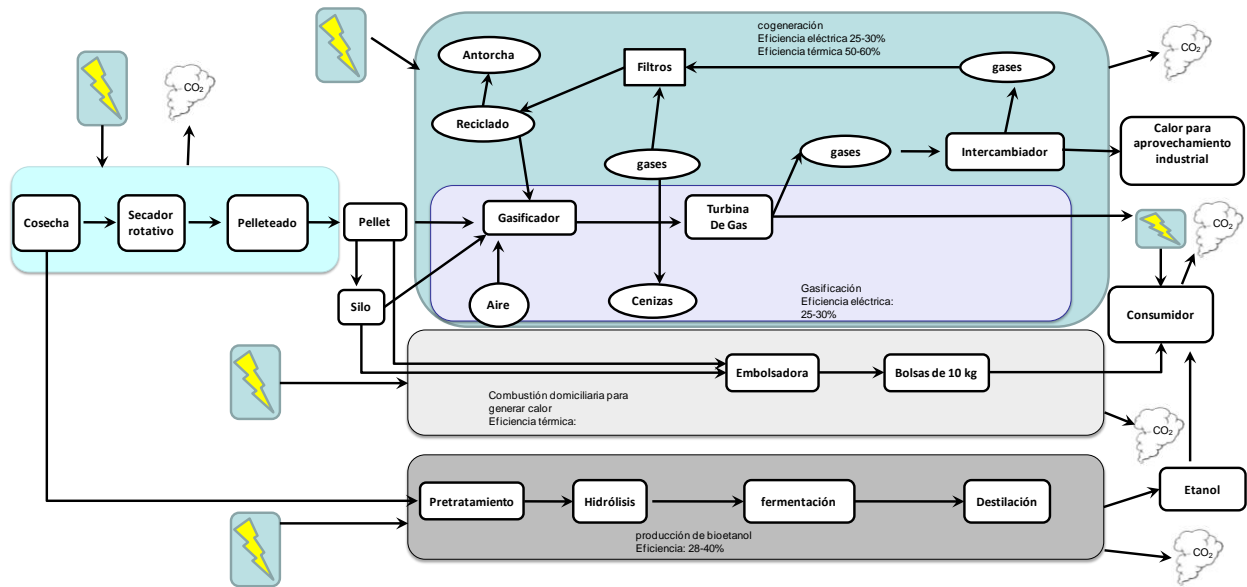 cogeneración
Eficiencia eléctrica 25-30%
Eficiencia térmica 50-60%
Antorcha
Filtros
gases
CO₂
CO₂
Reciclado
gases
gases
Intercambiador
Calor para
aprovechamiento
industrial
Cosecha
Secador
rotativo
Pelleteado
Pellet
Gasificador
Turbina
De Gas
CO₂
Silo
Aire
Cenizas
Gasificación
Eficiencia eléctrica:
25-30%
Consumidor
Embolsadora
Bolsas de 10 kg
Combustión domiciliaria para
generar calor
Eficiencia térmica:
CO₂
Pretratamiento
Hidrólisis
fermentación
Destilación
Etanol
producción de bioetanol
Eficiencia: 28-40%
CO₂